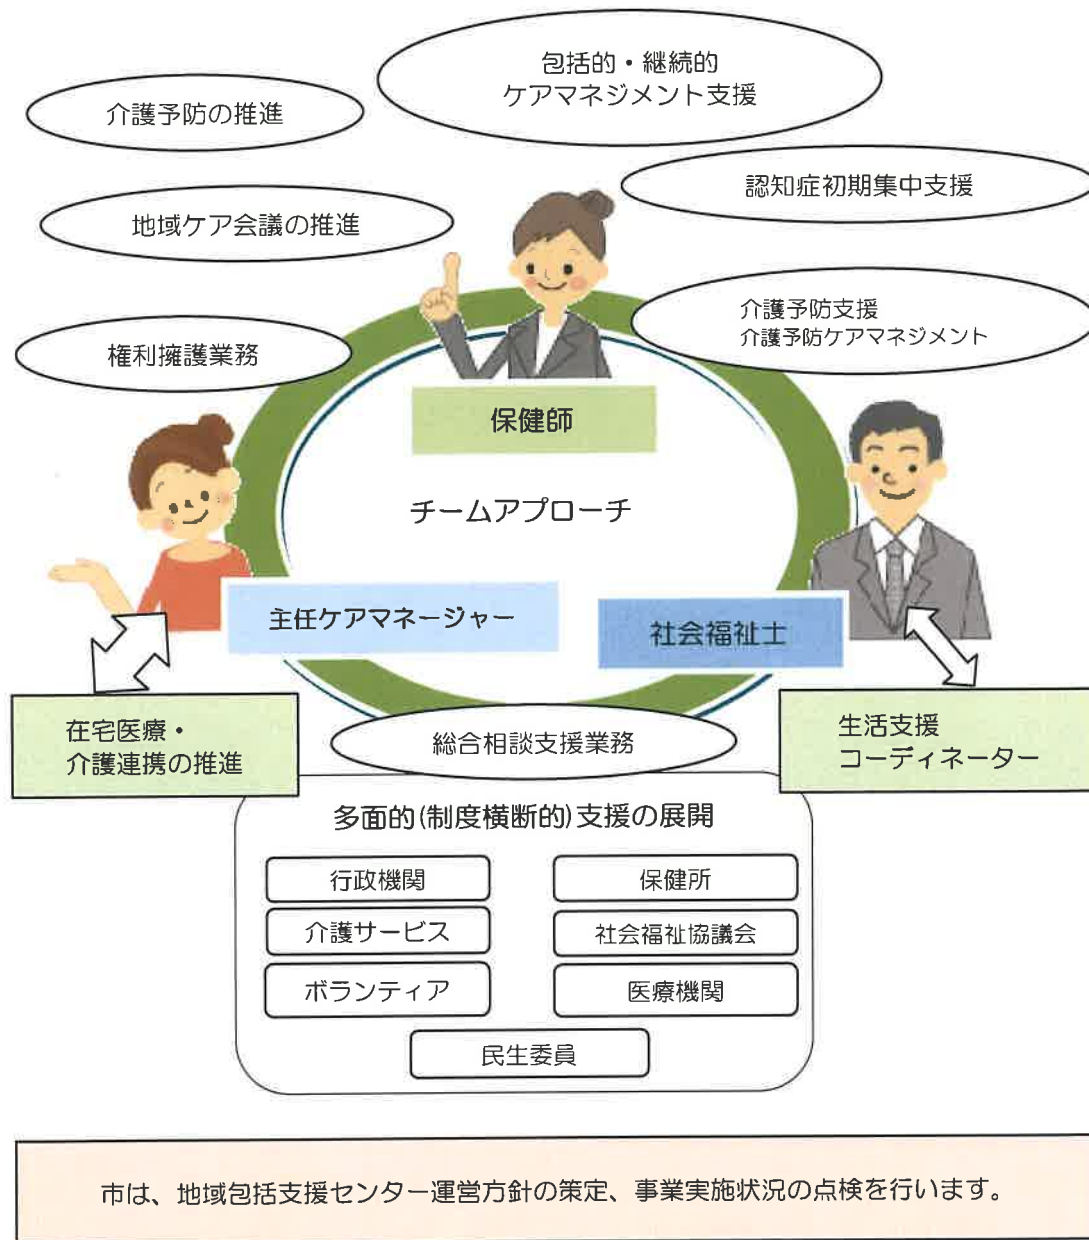 包括的・継続的
ケアマネジメント支援
介護予防の推進
認知症初期集中支援
地域ケア会議の推進
介護予防支援
介護予防ケアマネジメント
権利擁護業務
保健師
チームアプローチ
主任ケアマネージャー
社会福祉士
在宅医療・
介護連携の推進
総合相談支援業務
生活支援
コーディネーター
多面的(制度横断的)支援の展開
行政機関
保健所
介護サービス
社会福祉協議会
ボランティア
医療機関
民生委員
市は、地域包括支援センター運営方針の策定、事業実施状況の点検を行います。